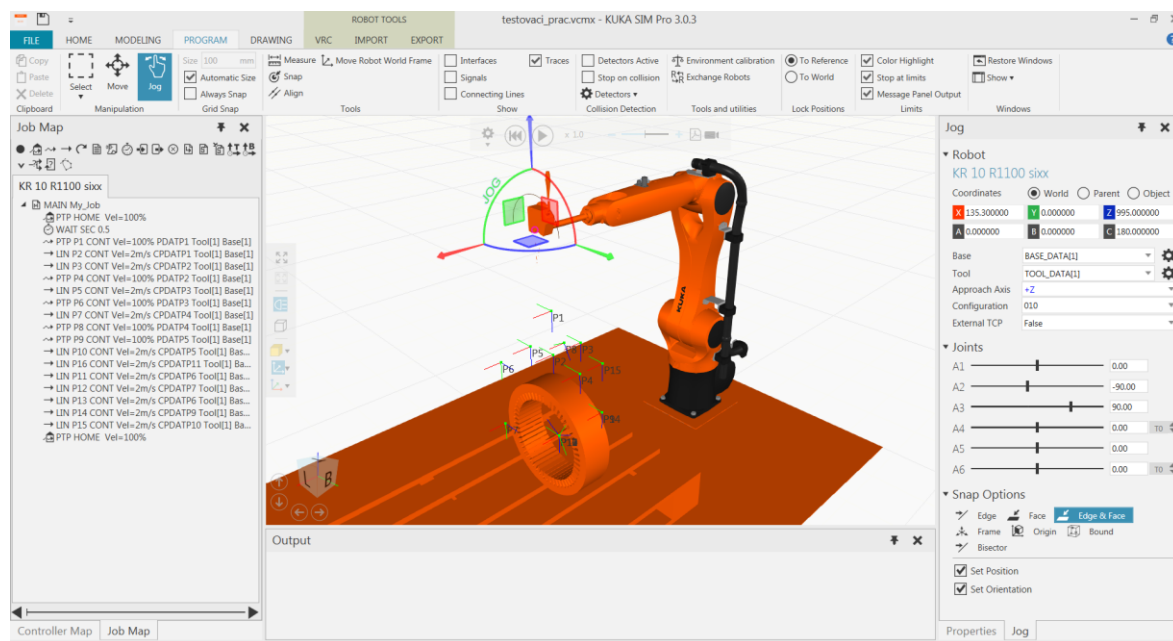 ROBOT TOOLS
testovaci_prac.vcmx - KUKA SIM Pro 3.0.3
FILE HOME MODELING PROGRAM DRAWING VRC IMPORT EXPORT
Copy
Paste
Delete
Clipboard
Select
Move
Jog
Manipulation
Size 100 mm
Automatic Size
Always Snap
Grid Snap
Measure
Snap
Align
Move Robot World Frame
Tools
Interfaces
Signals
Connecting Lines
Traces
Show
Detectors Active
Stop on collision
Detectors
Collision Detection
Environment calibration
Exchange Robots
Tools and utilities
To Reference
To World
Lock Positions
Color Highlight
Stop at limits
Message Panel Output
Limits
Restore Windows
Show
Windows
Job Map
KR 10 R1100 sixx
MAIN My_Job
PTP HOME Vel=100%
WAIT SEC 0.5
PTP P1 CONT Vel=100% PDATP1 Tool[1] Base[1]
LIN P2 CONT Vel=2m/s CPDATP1 Tool[1] Base[1]
LIN P3 CONT Vel=2m/s CPDATP2 Tool[1] Base[1]
PTP P4 CONT Vel=100% PDATP2 Tool[1] Base[1]
LIN P5 CONT Vel=2m/s CPDATP3 Tool[1] Base[1]
PTP P6 CONT Vel=100% PDATP3 Tool[1] Base[1]
LIN P7 CONT Vel=2m/s CPDATP4 Tool[1] Base[1]
PTP P8 CONT Vel=100% PDATP4 Tool[1] Base[1]
PTP P9 CONT Vel=100% PDATP5 Tool[1] Base[1]
LIN P10 CONT Vel=2m/s CPDATP5 Tool[1] Bas...
LIN P16 CONT Vel=2m/s CPDATP11 Tool[1] Ba...
LIN P11 CONT Vel=2m/s CPDATP6 Tool[1] Bas...
LIN P12 CONT Vel=2m/s CPDATP7 Tool[1] Bas...
LIN P13 CONT Vel=2m/s CPDATP6 Tool[1] Bas...
LIN P14 CONT Vel=2m/s CPDATP9 Tool[1] Bas...
LIN P15 CONT Vel=2m/s CPDATP10 Tool[1] Ba...
PTP HOME Vel=100%
Controller Map Job Map
x 1.0
JOG
KUKA
P1
P5
P3
P6
P15
P4
L B
Output
Jog
Robot
KR 10 R1100 sixx
Coordinates World Parent Object
X 135.300000 Y 0.000000 Z 995.000000
A 0.000000 B 0.000000 C 180.000000
Base BASE_DATA[1]
Tool TOOL_DATA[1]
Approach Axis +Z
Configuration 010
External TCP False
Joints
A1 0.00
A2 -90.00
A3 90.00
A4 0.00 T0
A5 0.00
A6 0.00 T0
Snap Options
Edge Face Edge & Face
Frame Origin Bound
Bisector
Set Position
Set Orientation
Properties Jog